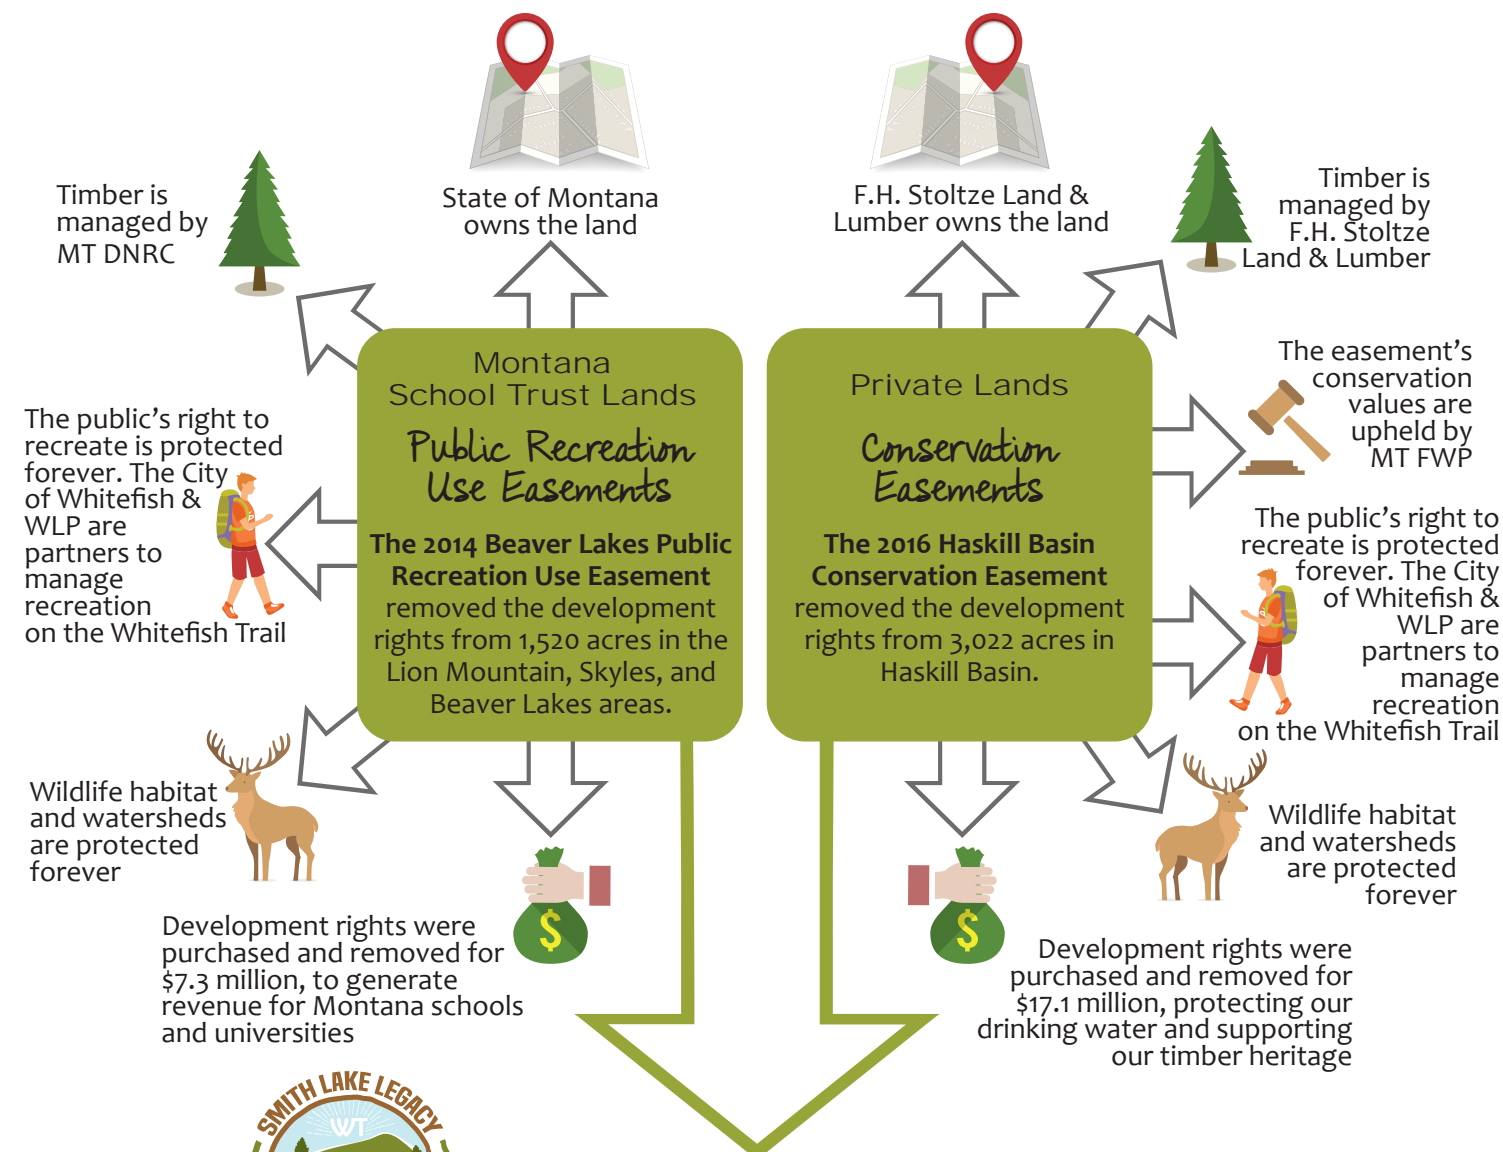 State of Montana
owns the land
F.H. Stoltze Land &
Lumber owns the land
Timber is
managed by
MT DNRC
Timber is
managed by
F.H. Stoltze
Land & Lumber
Montana
School Trust Lands
Public Recreation
Use Easements
The 2014 Beaver Lakes Public
Recreation Use Easement
removed the development
rights from 1,520 acres in the
Lion Mountain, Skyles, and
Beaver Lakes areas.
Private Lands
Conservation
Easements
The 2016 Haskill Basin
Conservation Easement
removed the development
rights from 3,022 acres in
Haskill Basin.
The easement's
conservation
values are
upheld by
MT FWP
The public's right to
recreate is protected
forever. The City
of Whitefish &
WLP are
partners to
manage
recreation
on the Whitefish Trail
The public's right to
recreate is protected
forever. The City
of Whitefish &
WLP are
partners to
manage
recreation
on the Whitefish Trail
Wildlife habitat
and watersheds
are protected
forever
Wildlife habitat
and watersheds
are protected
forever
$
$
Development rights were
purchased and removed for
$7.3 million, to generate
revenue for Montana schools
and universities
Development rights were
purchased and removed for
$17.1 million, protecting our
drinking water and supporting
our timber heritage
SMITH LAKE LEGACY
WT